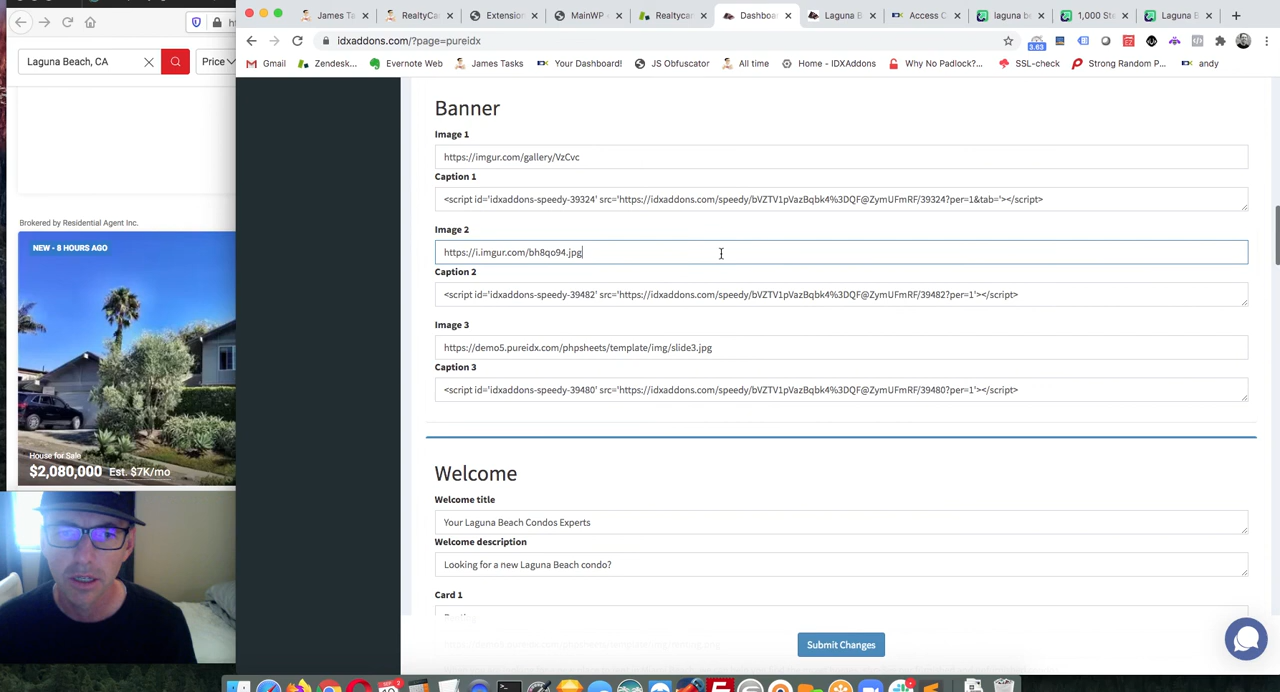 James Ta
RealtyCa
Extension
MainWP
Realtyca
Dashbo
Laguna
Access C
laguna be
1,000 Ste
Laguna B
idxaddons.com/?page=pureidx
3.63
Gmail
Zendesk...
Evernote Web
James Tasks
Your Dashboard!
JS Obfuscator
All time
Home - IDXAddons
Why No Padlock?...
SSL-check
Strong Random P...
andy
Laguna Beach, CA
Price
Brokered by Residential Agent Inc.
NEW - 8 HOURS AGO
House for Sale
$2,080,000 Est. $7K/mo
Banner
Image 1
https://imgur.com/gallery/VzCvc
Caption 1
<script id='idxaddons-speedy-39324' src='https://idxaddons.com/speedy/bVZTV1pVazBqbk4%3DQF@ZymUFmRF/39324?per=1&tab='></script>
Image 2
https://i.imgur.com/bh8qo94.jpg
Caption 2
<script id='idxaddons-speedy-39482' src='https://idxaddons.com/speedy/bVZTV1pVazBqbk4%3DQF@ZymUFmRF/39482?per=1'></script>
Image 3
https://demo5.pureidx.com/phpsheets/template/img/slide3.jpg
Caption 3
<script id='idxaddons-speedy-39480' src='https://idxaddons.com/speedy/bVZTV1pVazBqbk4%3DQF@ZymUFmRF/39480?per=1'></script>
Welcome
Welcome title
Your Laguna Beach Condos Experts
Welcome description
Looking for a new Laguna Beach condo?
Card 1
Submit Changes